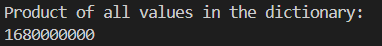 Product of all values in the dictionary:
1680000000